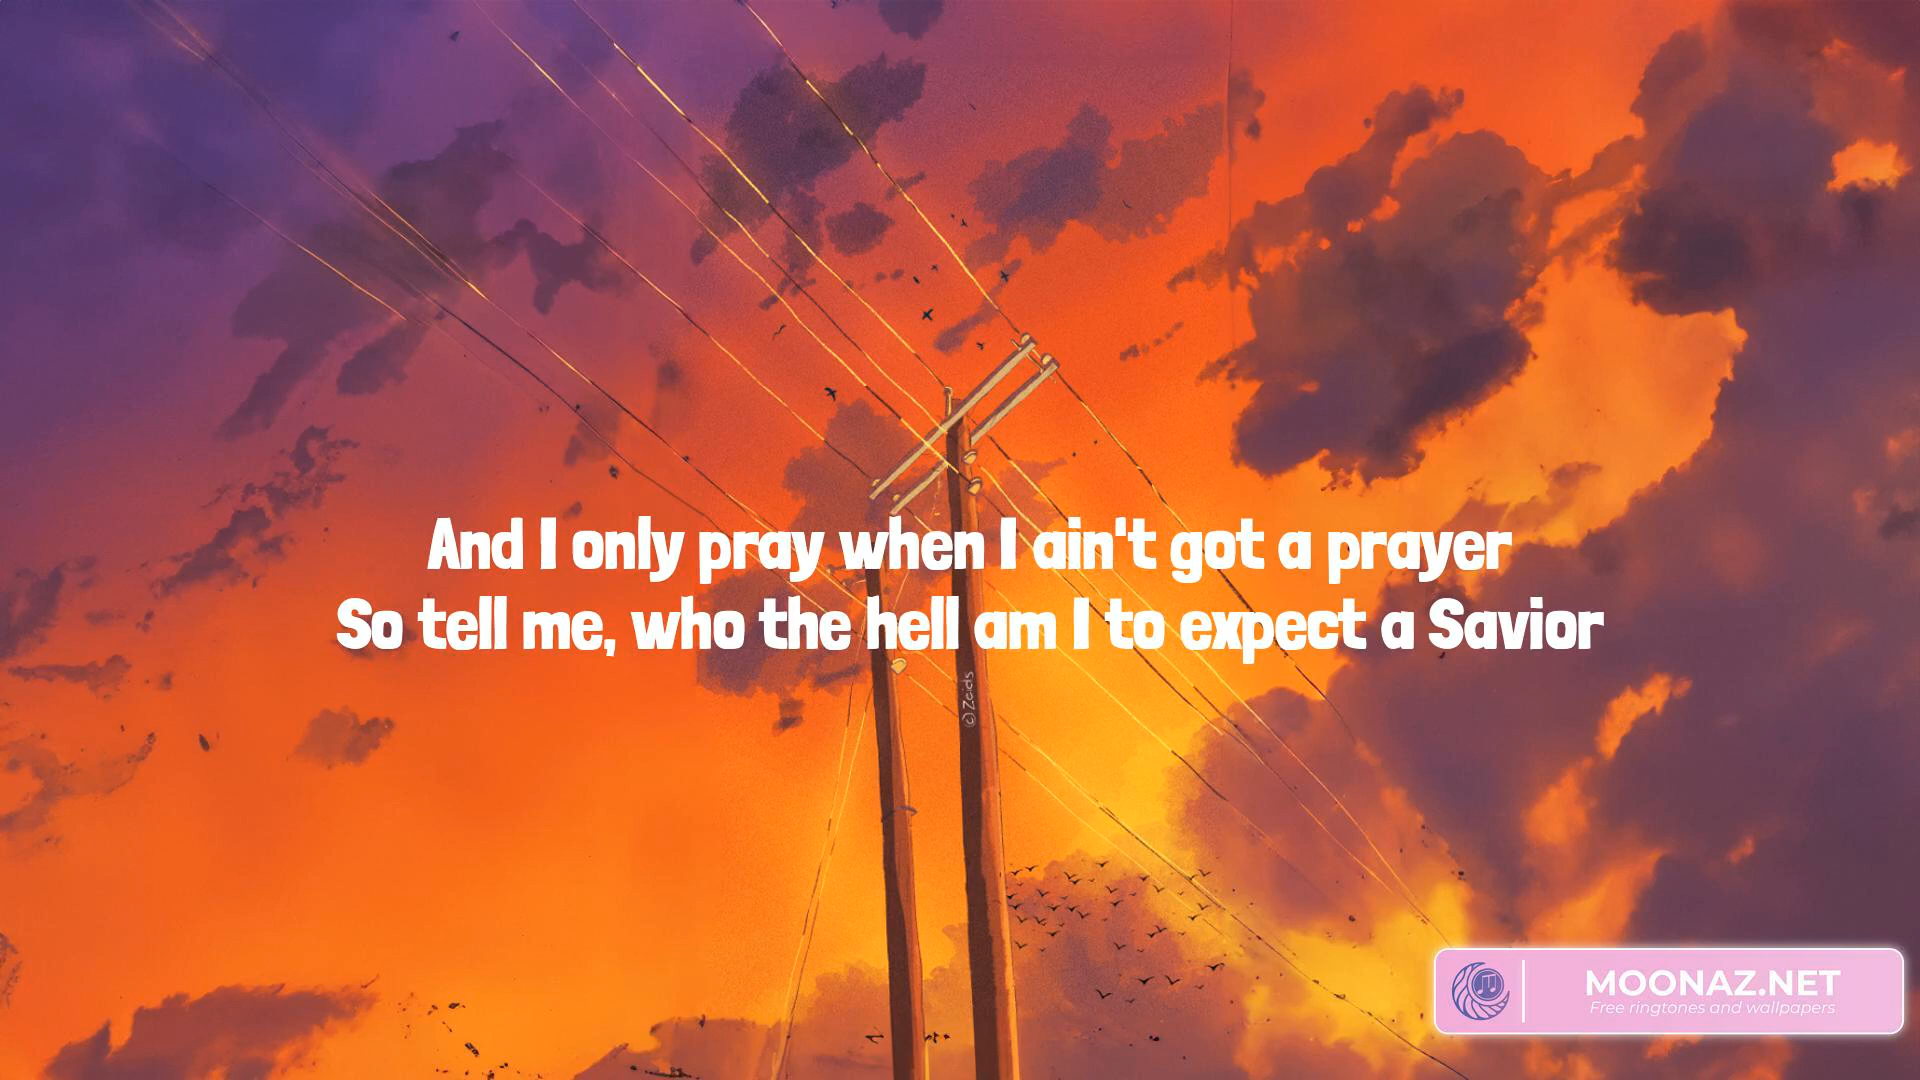 And I only pray when I ain't got a prayer
So tell me, who the hell am I to expect a Savior
©Zcids
MOONAZ.NET
Free ringtones and wallpapers